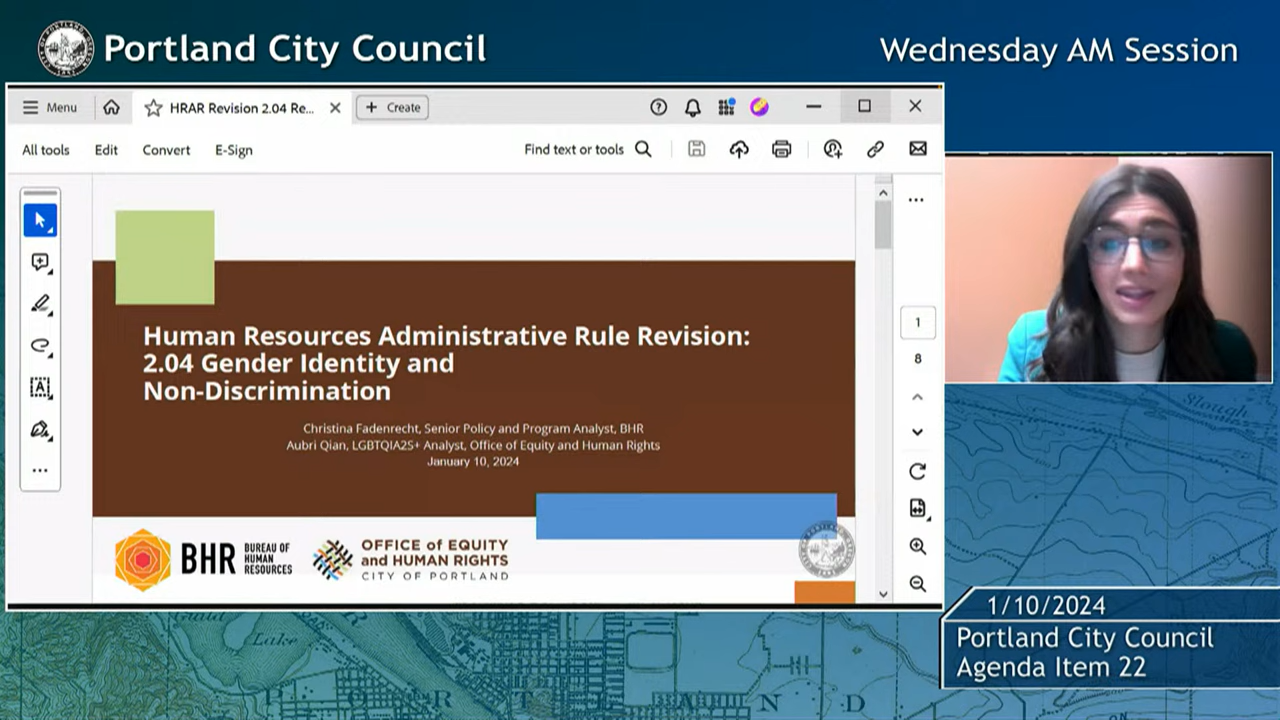 Portland City Council
Wednesday AM Session
Menu
HRAR Revision 2.04 Re...
Create
All tools
Edit
Convert
E-Sign
Find text or tools
Human Resources Administrative Rule Revision:
2.04 Gender Identity and
Non-Discrimination
Christina Fadenrecht, Senior Policy and Program Analyst, BHR
Aubri Qian, LGBTQIA2S+ Analyst, Office of Equity and Human Rights
January 10, 2024
1
8
BHR BUREAU OF
HUMAN
RESOURCES
OFFICE of EQUITY
and HUMAN RIGHTS
CITY OF PORTLAND
1/10/2024
Portland City Council
Agenda Item 22
Slough
Lake
P O R T L A N D